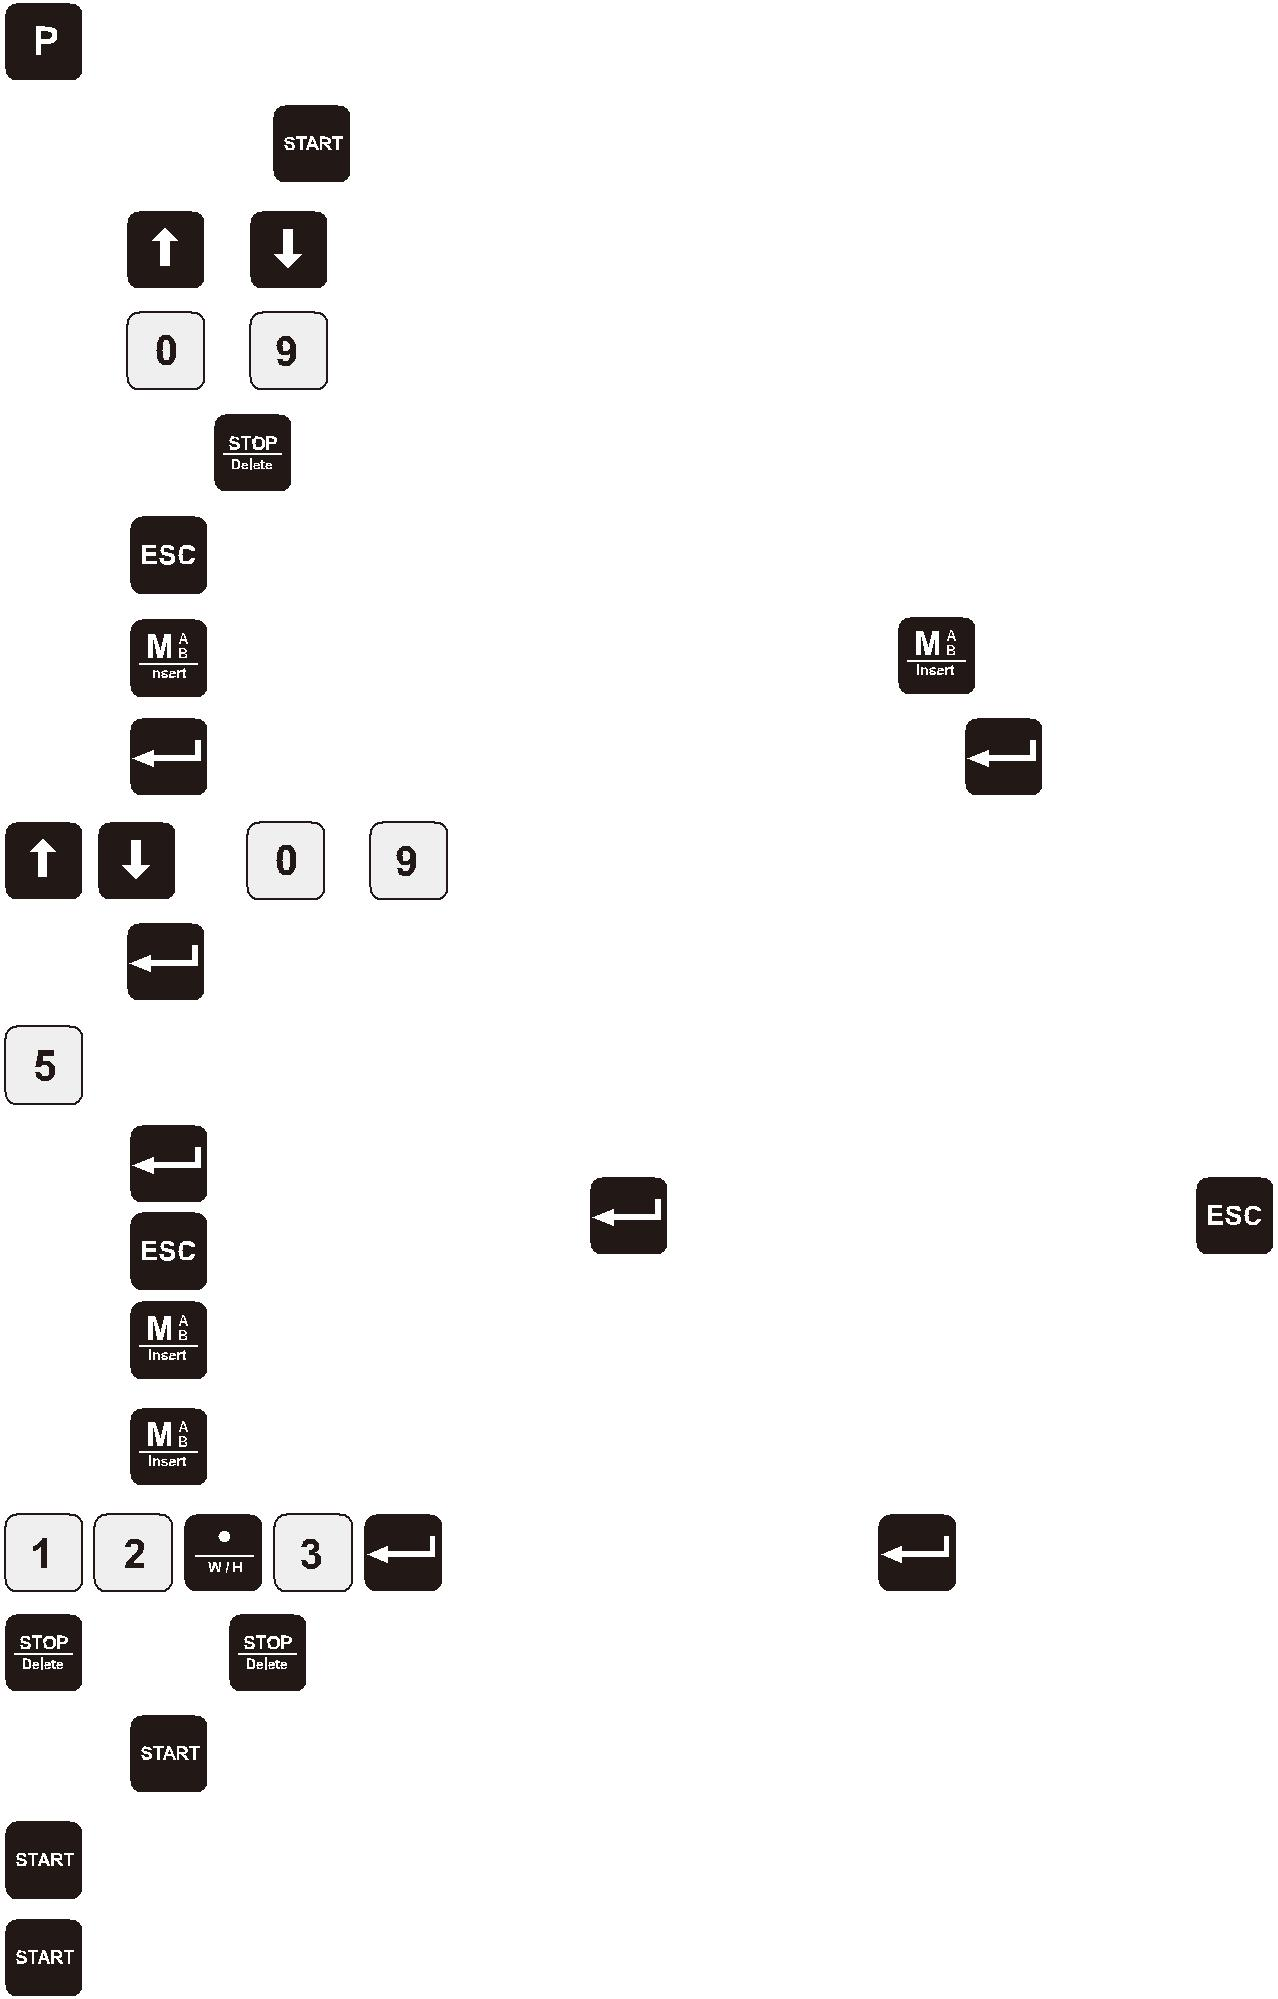 P
START
↑ ↓
0 9
STOP
Delete
ESC
M A B
nsert
M A B
Insert
↑ ↓ 0 9
5
ESC
ESC
M A B
Insert
M A B
Insert
1 2 • W/H 3
STOP
Delete
STOP
Delete
START
START
START